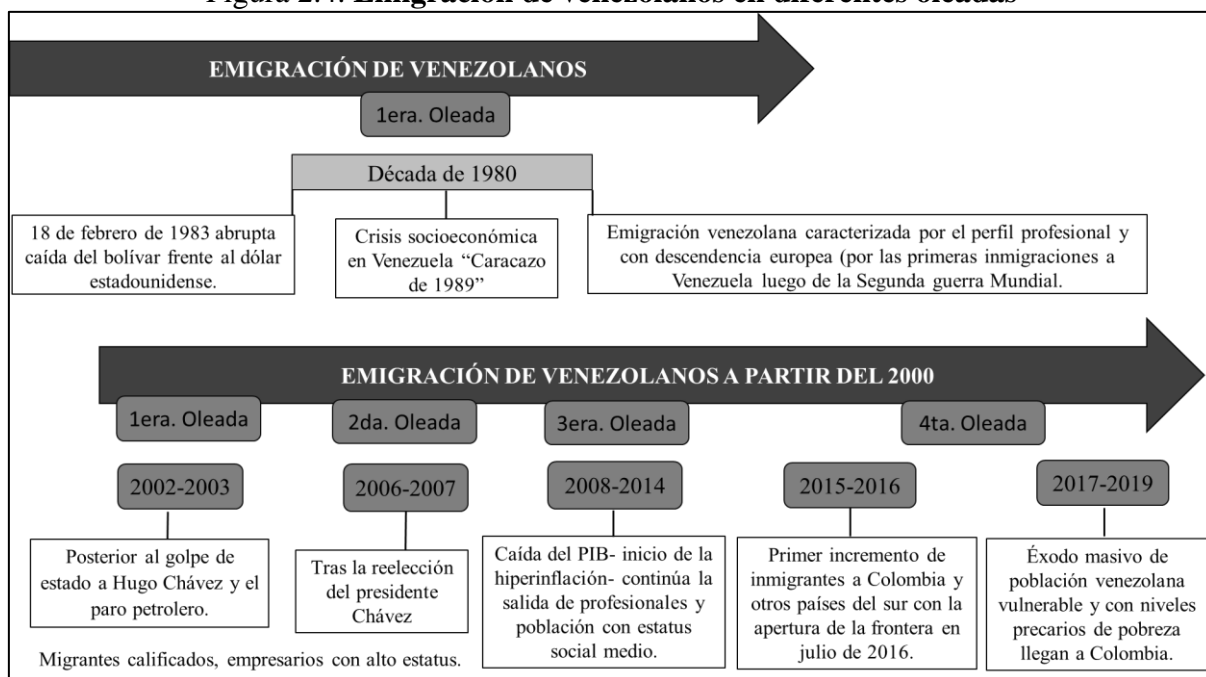 Figura 2.4. Emigración de venezolanos en diferentes oleadas
EMIGRACIÓN DE VENEZOLANOS
1era. Oleada
Década de 1980
18 de febrero de 1983 abrupta
caída del bolívar frente al dólar
estadounidense.
Crisis socioeconómica
en Venezuela “Caracazo
de 1989”
Emigración venezolana caracterizada por el perfil profesional y
con descendencia europea (por las primeras inmigraciones a
Venezuela luego de la Segunda guerra Mundial.
EMIGRACIÓN DE VENEZOLANOS A PARTIR DEL 2000
1era. Oleada
2da. Oleada
3era. Oleada
4ta. Oleada
2002-2003
2006-2007
2008-2014
2015-2016
2017-2019
Posterior al golpe de
estado a Hugo Chávez y el
paro petrolero.
Tras la reelección
del presidente
Chávez
Migrantes calificados, empresarios con alto estatus.
Caída del PIB- inicio de la
hiperinflación- continúa la
salida de profesionales y
población con estatus
social medio.
Primer incremento de
inmigrantes a Colombia y
otros países del sur con la
apertura de la frontera en
julio de 2016.
Éxodo masivo de
población venezolana
vulnerable y con niveles
precarios de pobreza
llegan a Colombia.